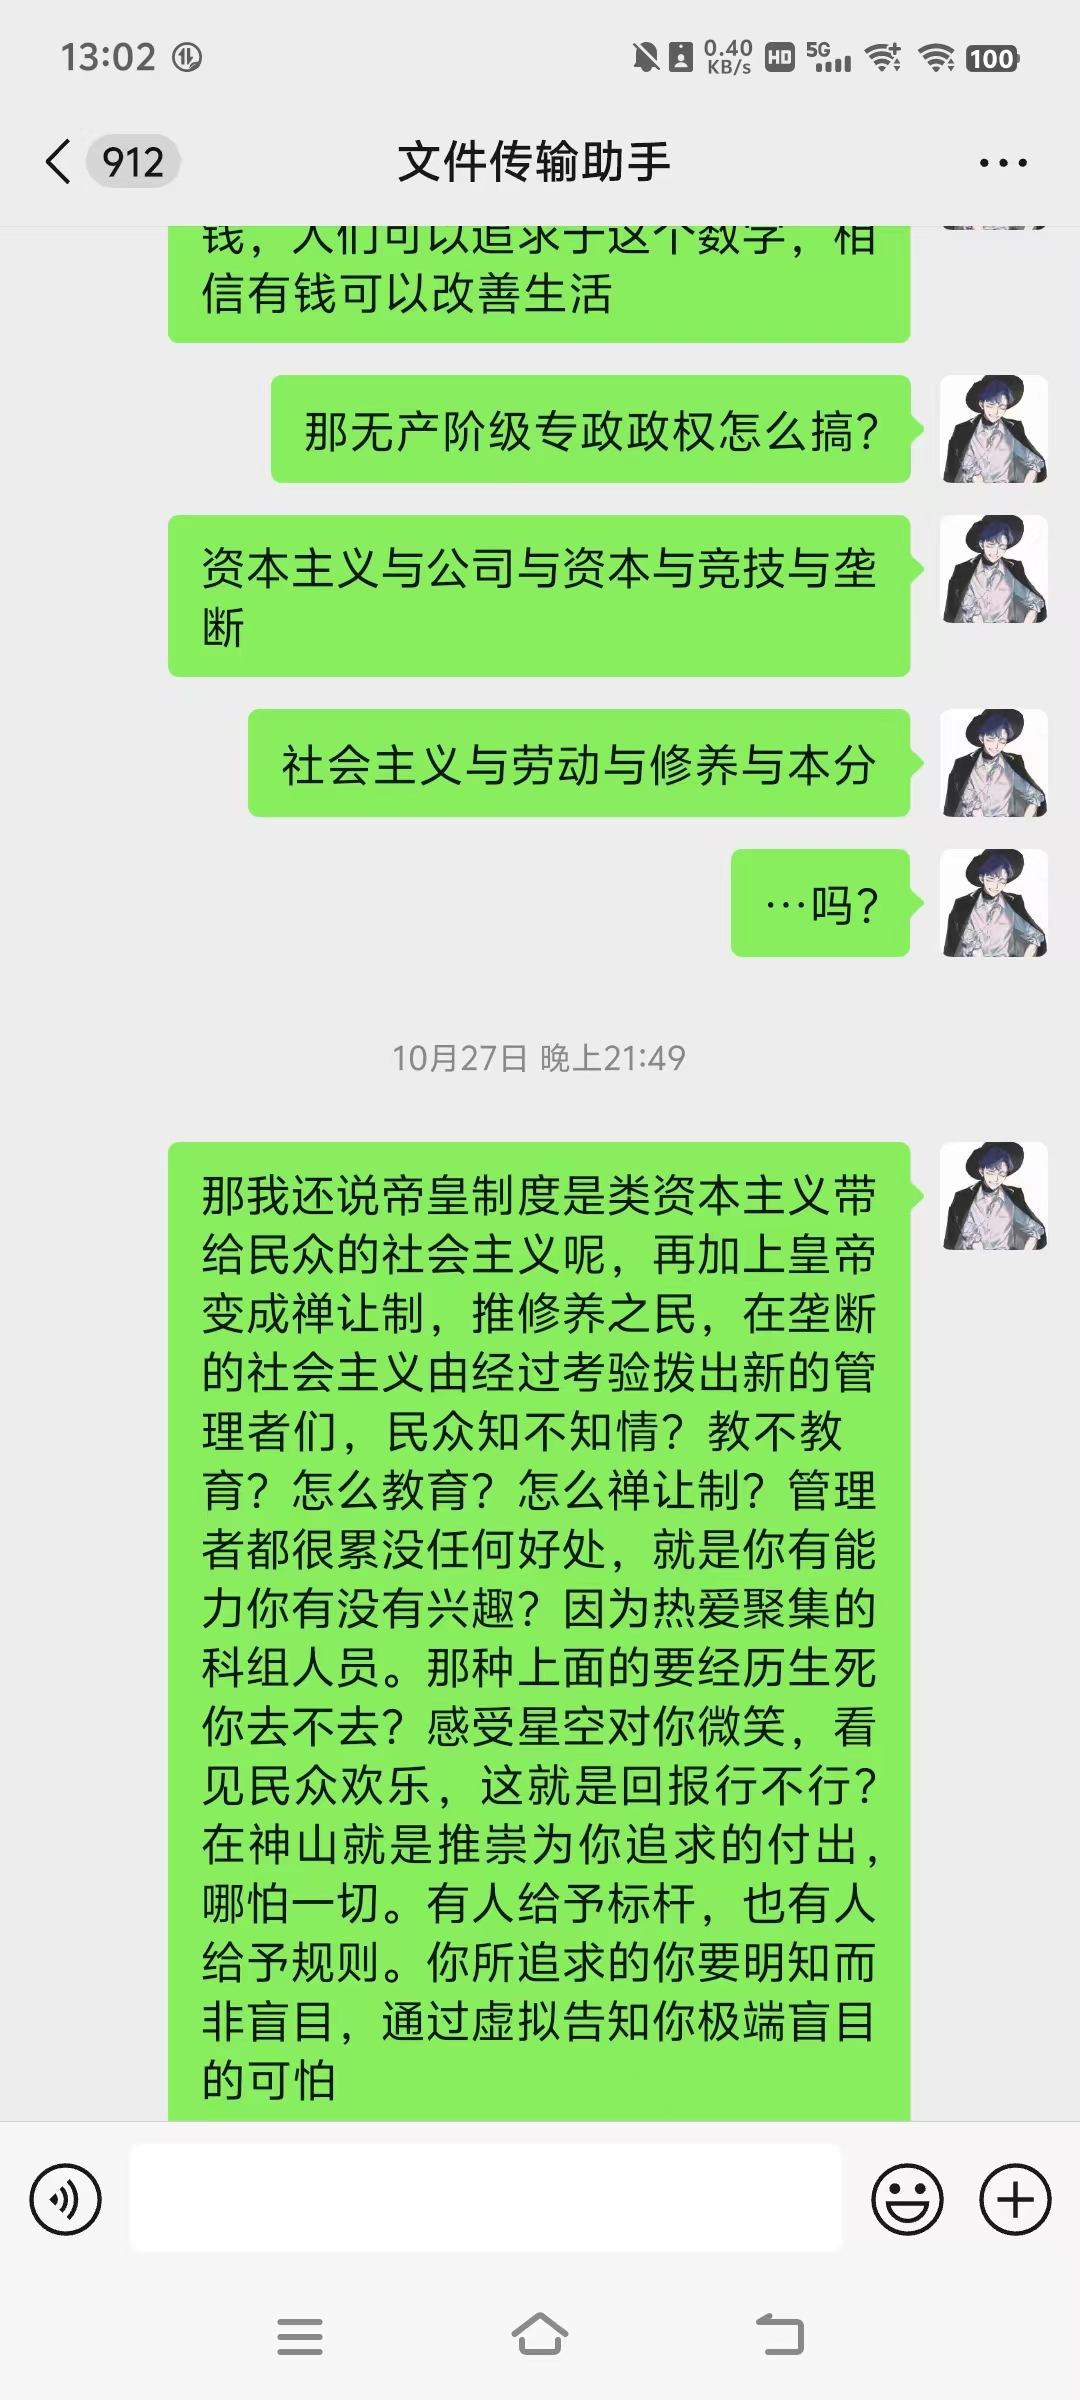 13:02
0.40
KB/s
HD
5G
100
912
文件传输助手
钱，人们可以追求于这个数字，相
信有钱可以改善生活
那无产阶级专政政权怎么搞？
资本主义与公司与资本与竞技与垄
断
社会主义与劳动与修养与本分
…吗？
10月27日 晚上21:49
那我还说帝皇制度是类资本主义带
给民众的社会主义呢，再加上皇帝
变成禅让制，推修养之民，在垄断
的社会主义由经过考验拨出新的管
理者们，民众知不知情？教不教
育？怎么教育？怎么禅让制？管理
者都很累没任何好处，就是你有能
力你有没有兴趣？因为热爱聚集的
科组人员。那种上面的要经历生死
你去不去？感受星空对你微笑，看
见民众欢乐，这就是回报行不行？
在神山就是推崇为你追求的付出，
哪怕一切。有人给予标杆，也有人
给予规则。你所追求的你要明知而
非盲目，通过虚拟告知你极端盲目
的可怕